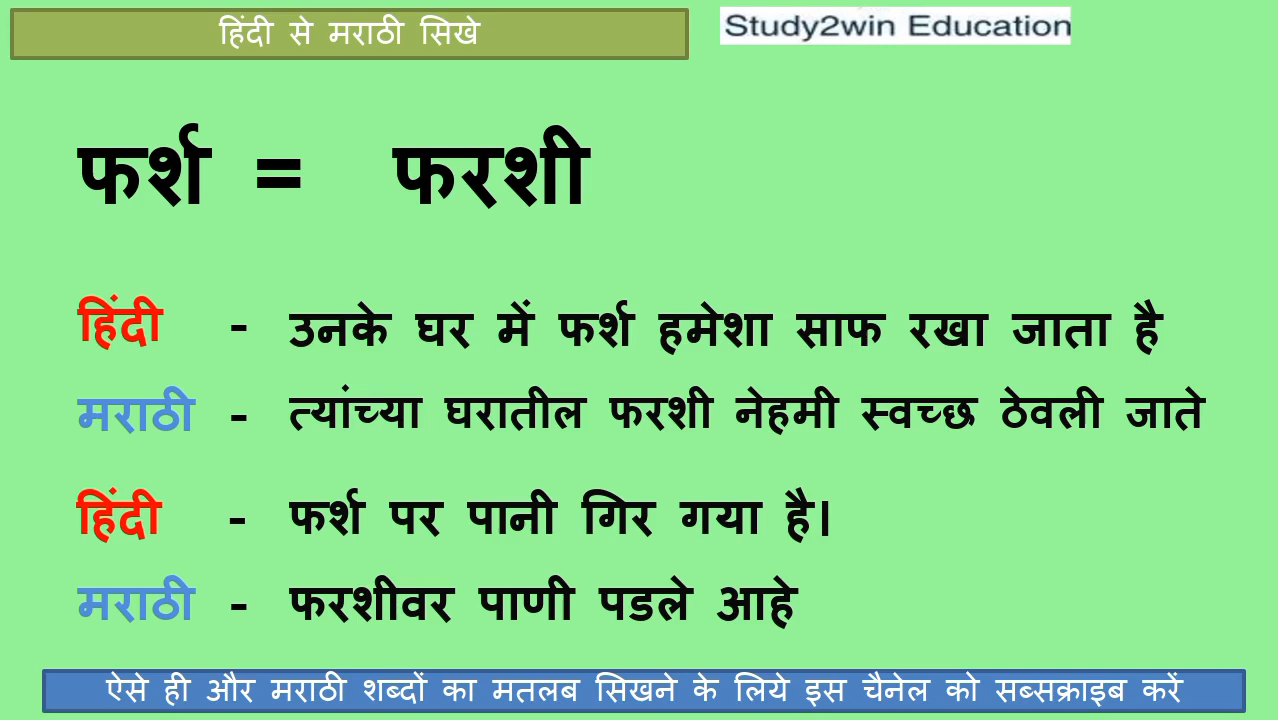 हिंदी से मराठी सिखे
Study2win Education
फर्श = फरशी
हिंदी - उनके घर में फर्श हमेशा साफ रखा जाता है
मराठी - त्यांच्या घरातील फरशी नेहमी स्वच्छ ठेवली जाते
हिंदी - फर्श पर पानी गिर गया है।
मराठी - फरशीवर पाणी पडले आहे
ऐसे ही और मराठी शब्दों का मतलब सिखने के लिये इस चैनेल को सब्सक्राइब करें